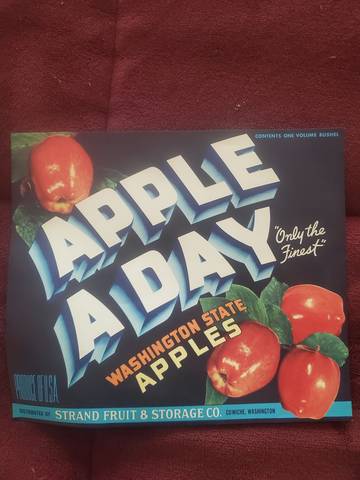 CONTENTS ONE VOLUME BUSHEL
APPLE
A DAY
"Only the
Finest"
WASHINGTON STATE
APPLES
PRODUCE OF U.S.A.
DISTRIBUTED BY STRAND FRUIT & STORAGE CO. COWICHE, WASHINGTON